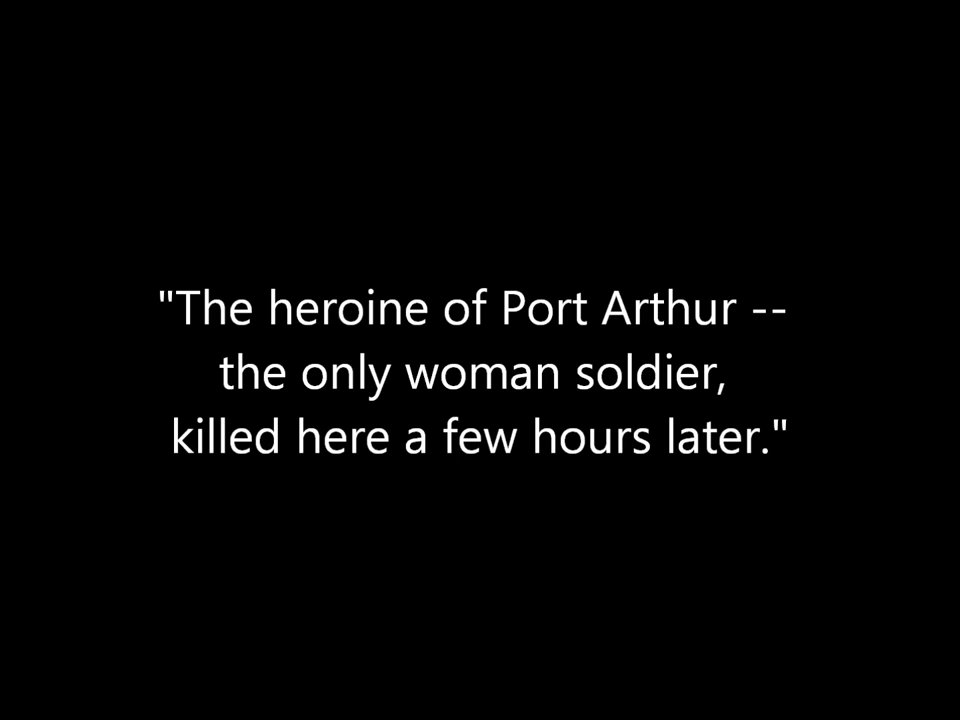 "The heroine of Port Arthur --
the only woman soldier,
killed here a few hours later."